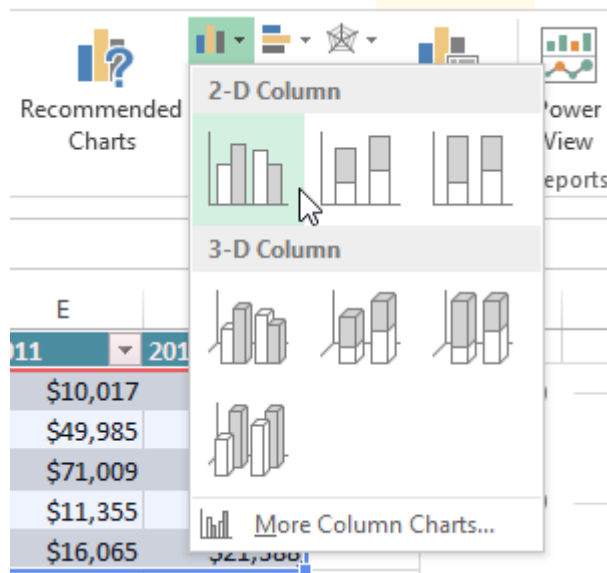 Recommended
Charts
2-D Column
Power
View
eports
3-D Column
E
011
201
$10,017
$49,985
$71,009
$11,355
$16,065
More Column Charts...